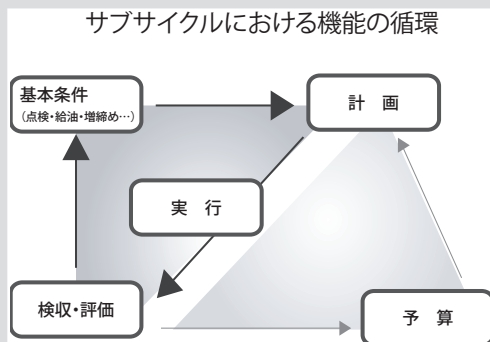 サブサイクルにおける機能の循環
基本条件
(点検・給油・増締め…)
計 画
実 行
検収・評価
予 算